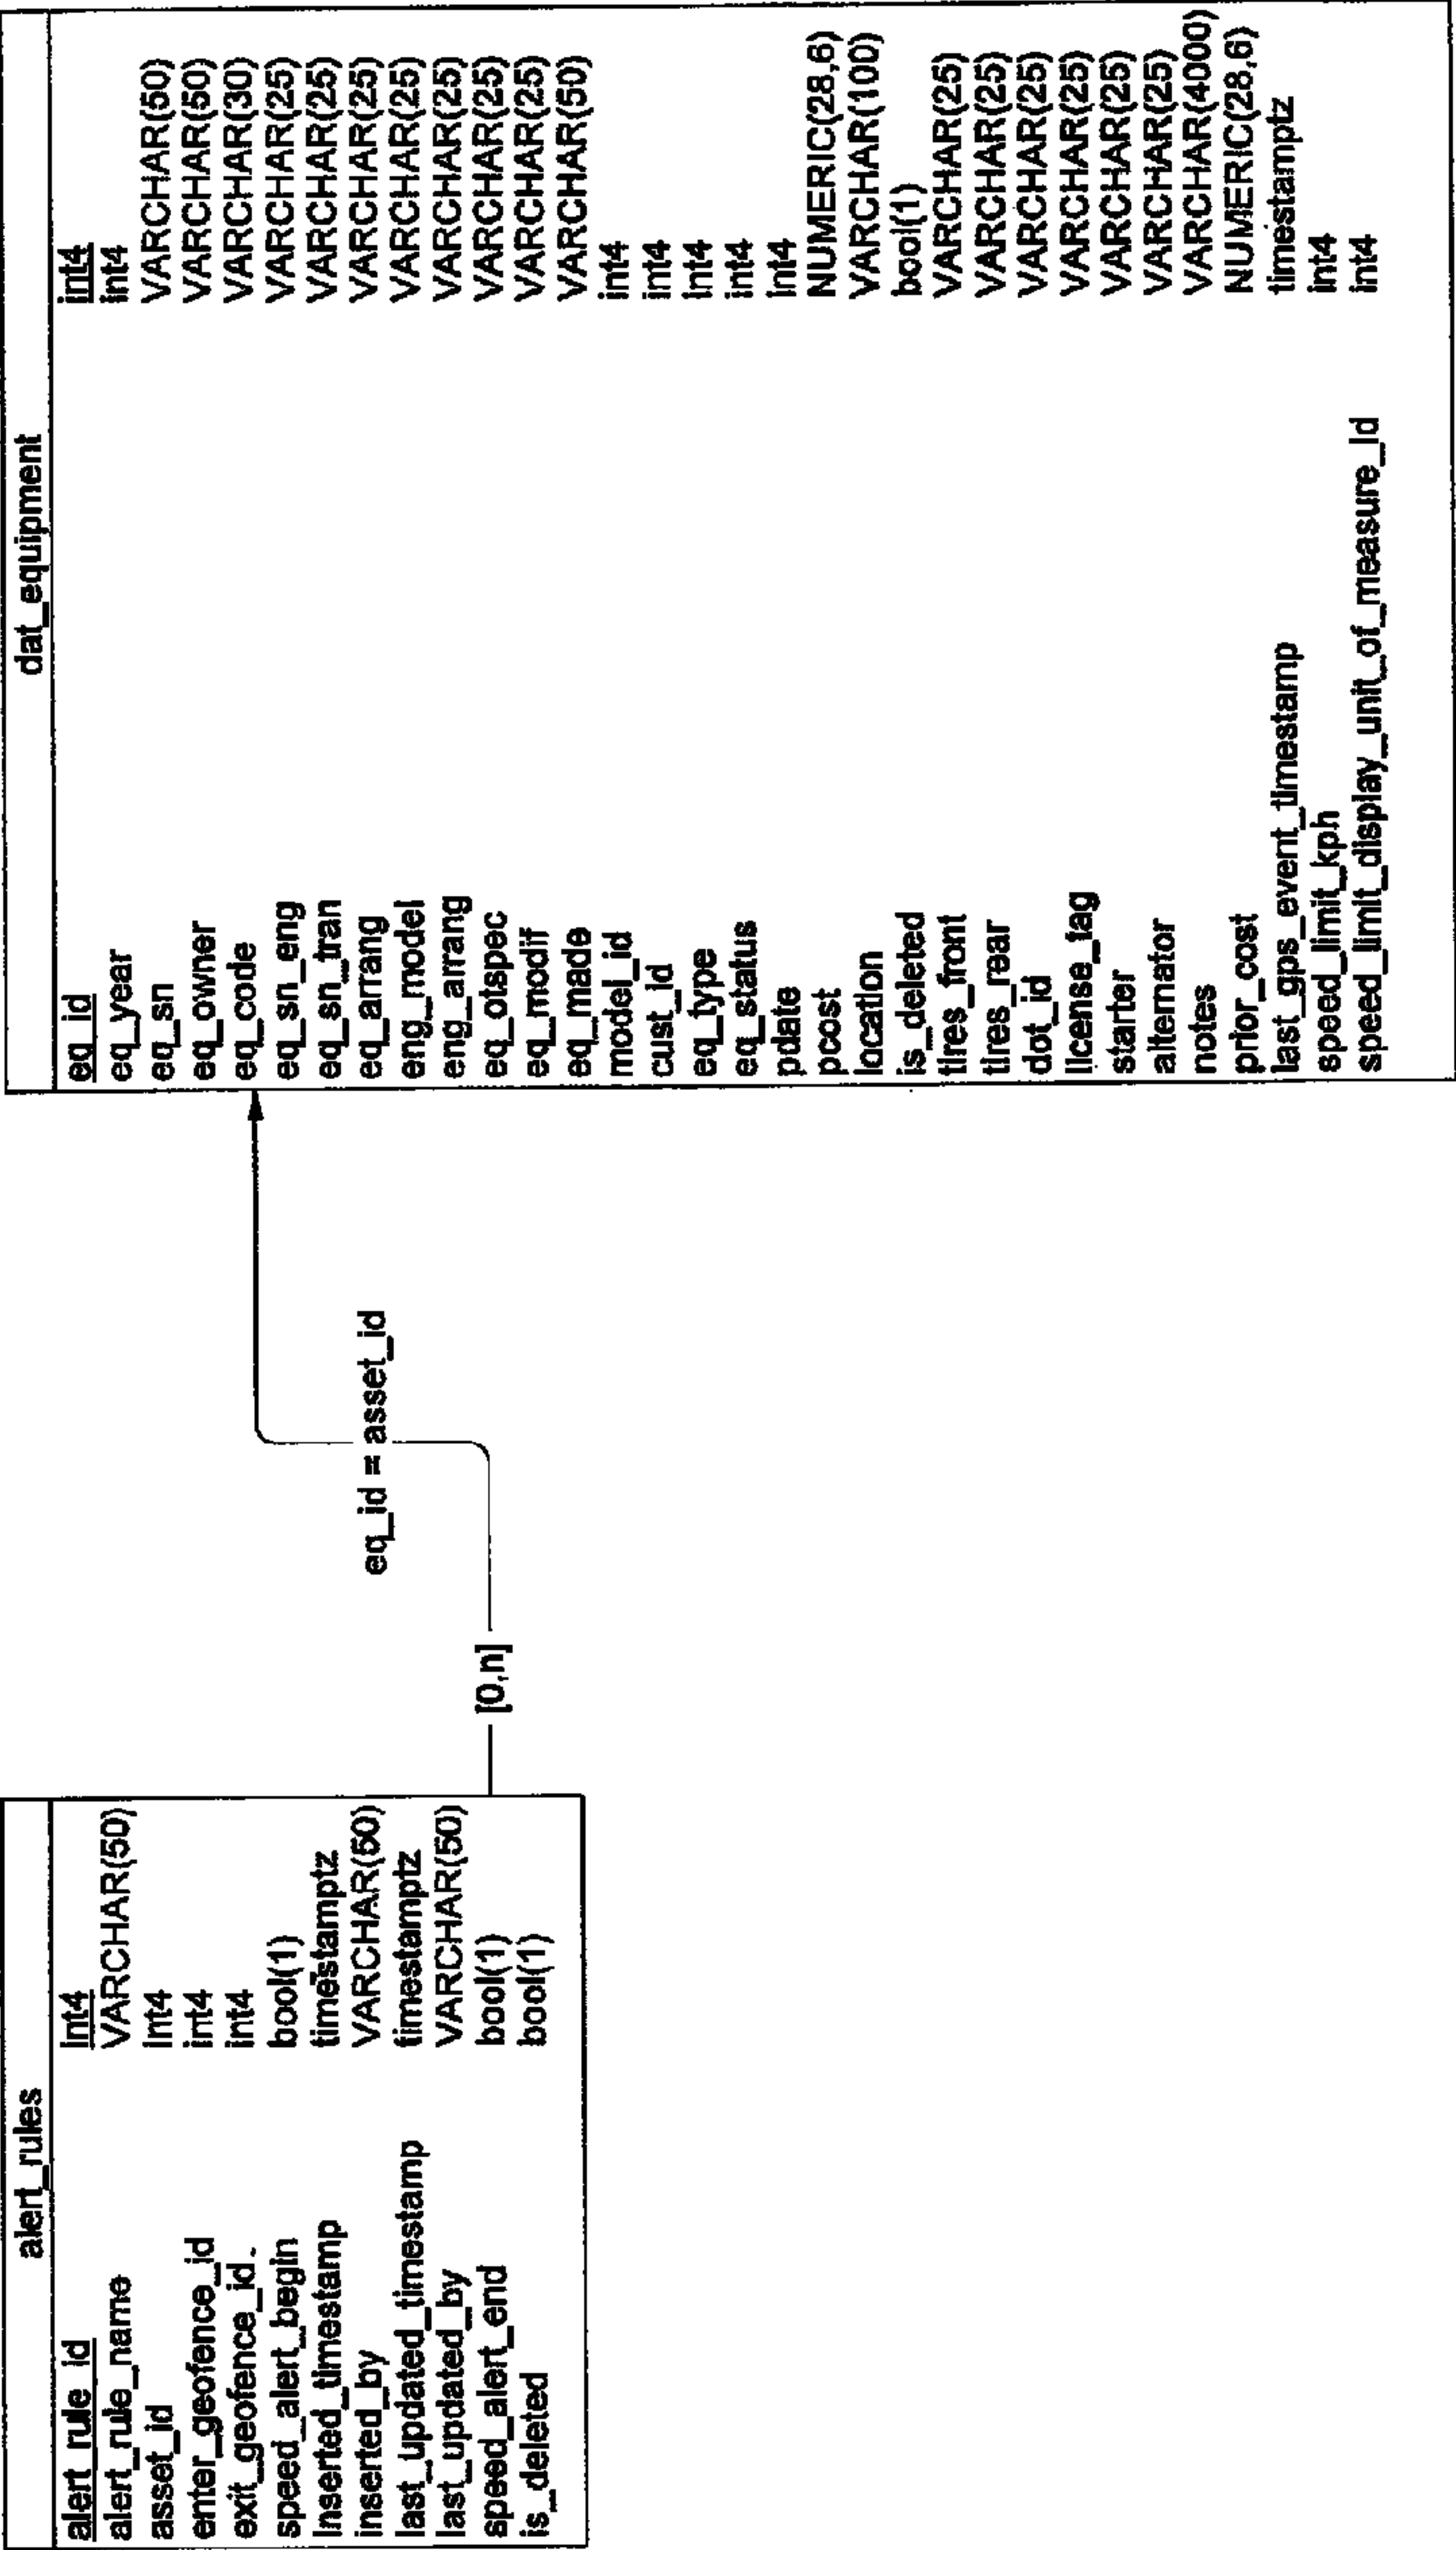 alert_rules
alert_rule_id int4
alert_rule_name VARCHAR(50)
asset_id int4
enter_geofence_id int4
exit_geofence_id int4
speed_alert_begin bool(1)
inserted_timestamp timestamptz
inserted_by VARCHAR(50)
last_updated_timestamp timestamptz
last_updated_by VARCHAR(50)
speed_alert_end bool(1)
is_deleted bool(1)
[0,n]
eq_id = asset_id
dat_equipment
eq_id int4
eq_year int4
eq_sn VARCHAR(50)
eq_owner VARCHAR(50)
eq_code VARCHAR(30)
eq_sn_eng VARCHAR(25)
eq_sn_tran VARCHAR(25)
eq_arrang VARCHAR(25)
eng_model VARCHAR(25)
eng_arrang VARCHAR(25)
eq_otspec VARCHAR(25)
eq_modif VARCHAR(25)
eq_made VARCHAR(50)
model_id int4
cust_id int4
eq_type int4
eq_status int4
pdate int4
pcost NUMERIC(28,6)
location VARCHAR(100)
is_deleted bool(1)
tires_front VARCHAR(25)
tires_rear VARCHAR(25)
dot_id VARCHAR(25)
license_tag VARCHAR(25)
starter VARCHAR(25)
alternator VARCHAR(25)
notes VARCHAR(4000)
prior_cost NUMERIC(28,6)
last_gps_event_timestamp timestamptz
speed_limit_kph int4
speed_limit_display_unit_of_measure_id int4